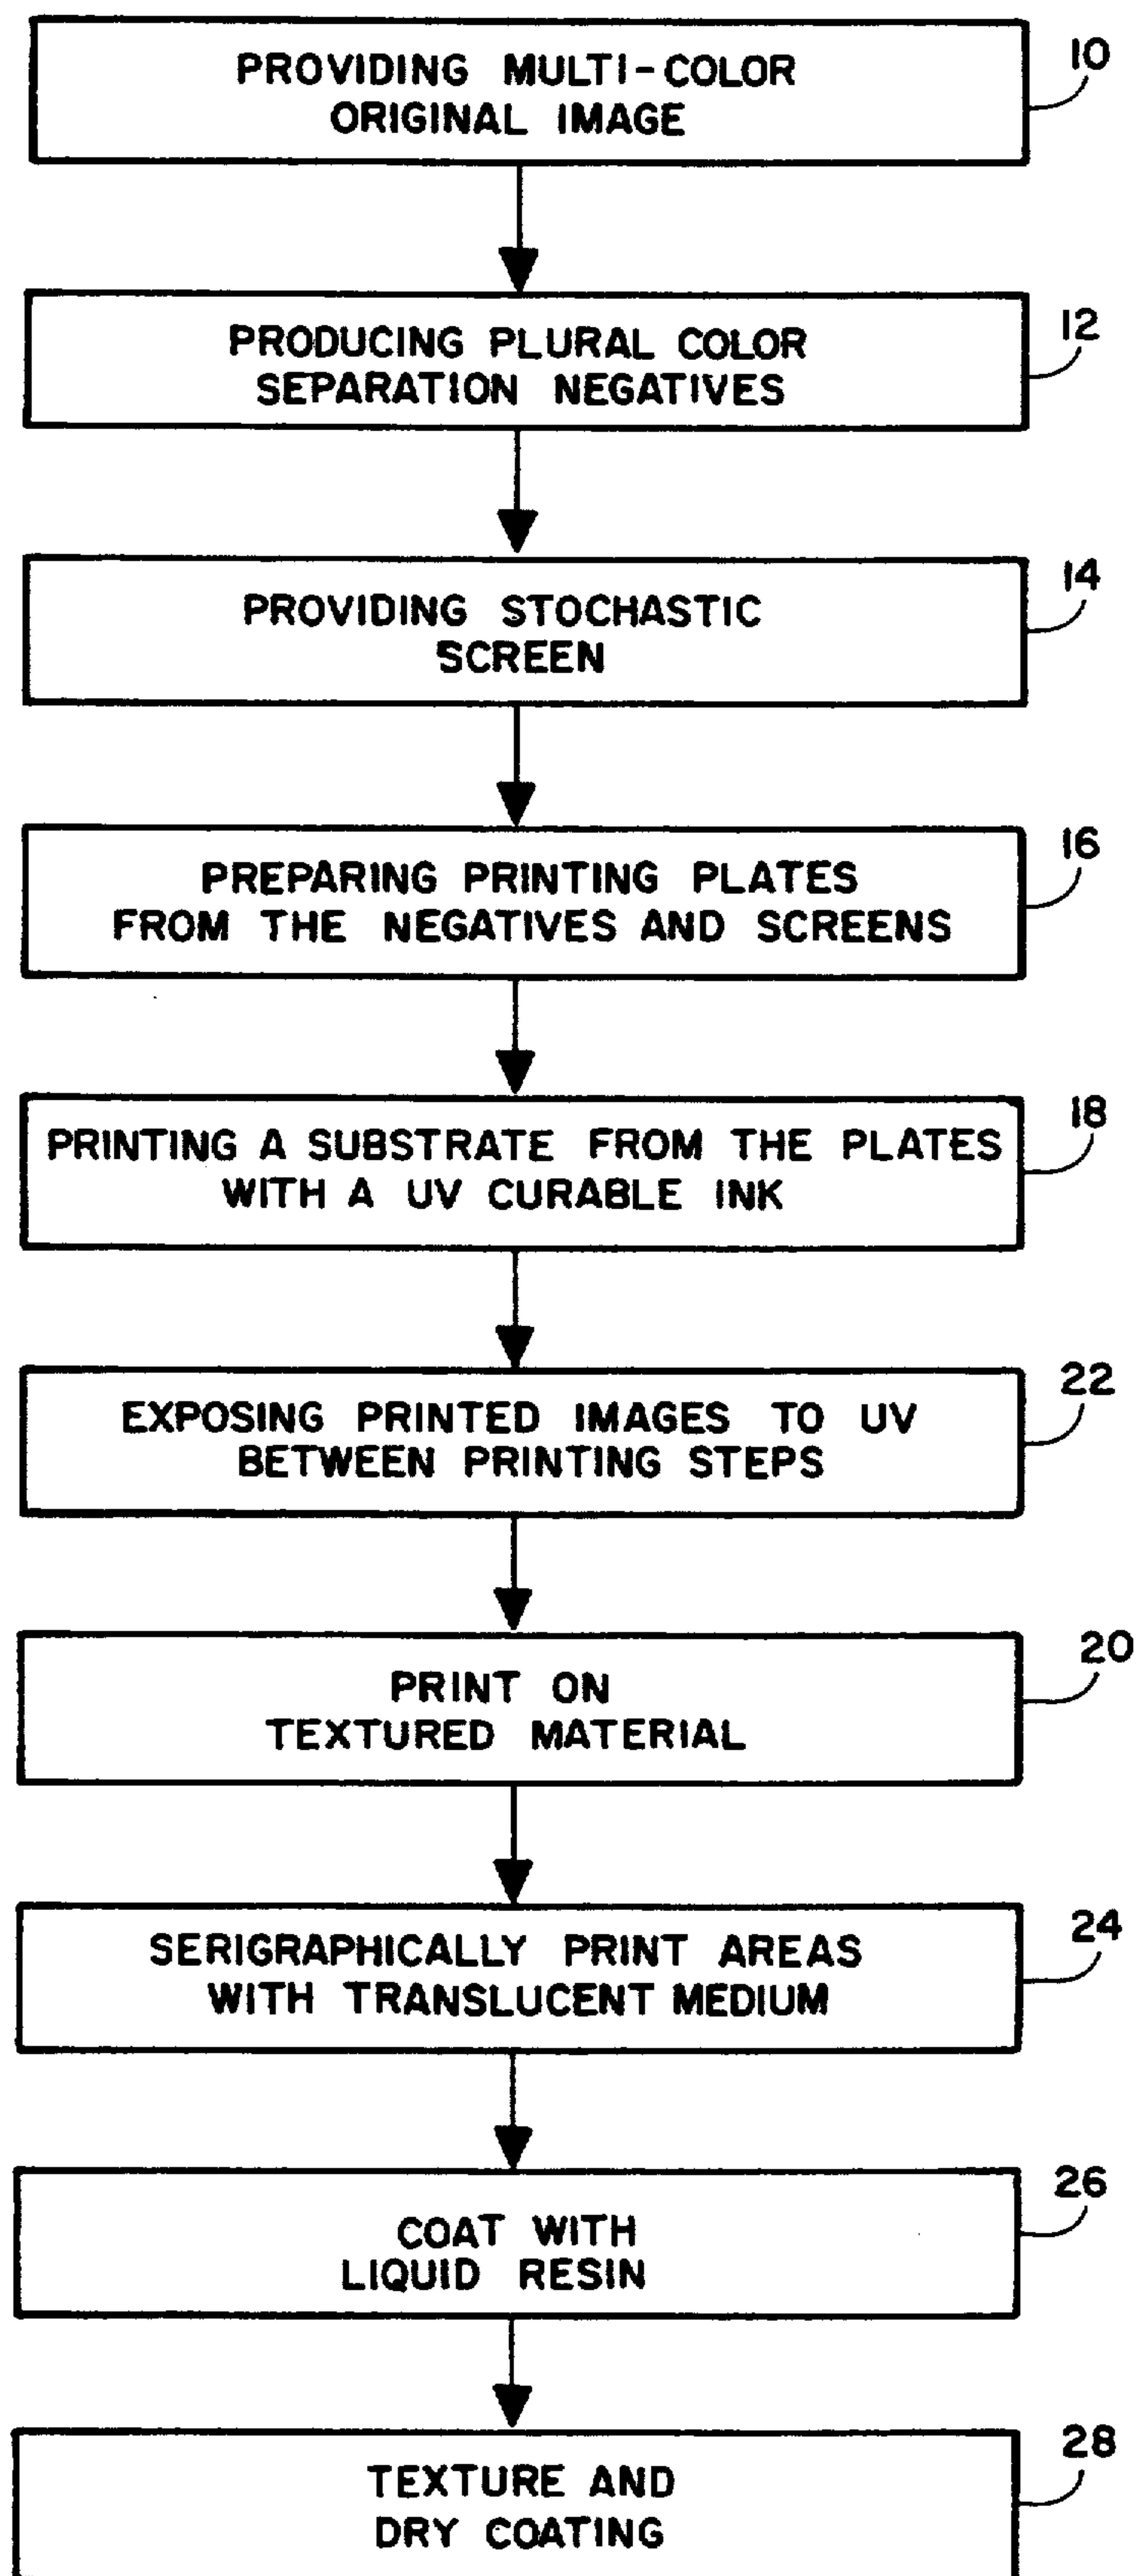 PROVIDING MULTI-COLOR
ORIGINAL IMAGE
10
PRODUCING PLURAL COLOR
SEPARATION NEGATIVES
12
PROVIDING STOCHASTIC
SCREEN
14
PREPARING PRINTING PLATES
FROM THE NEGATIVES AND SCREENS
16
PRINTING A SUBSTRATE FROM THE PLATES
WITH A UV CURABLE INK
18
EXPOSING PRINTED IMAGES TO UV
BETWEEN PRINTING STEPS
22
PRINT ON
TEXTURED MATERIAL
20
SERIGRAPHICALLY PRINT AREAS
WITH TRANSLUCENT MEDIUM
24
COAT WITH
LIQUID RESIN
26
TEXTURE AND
DRY COATING
28